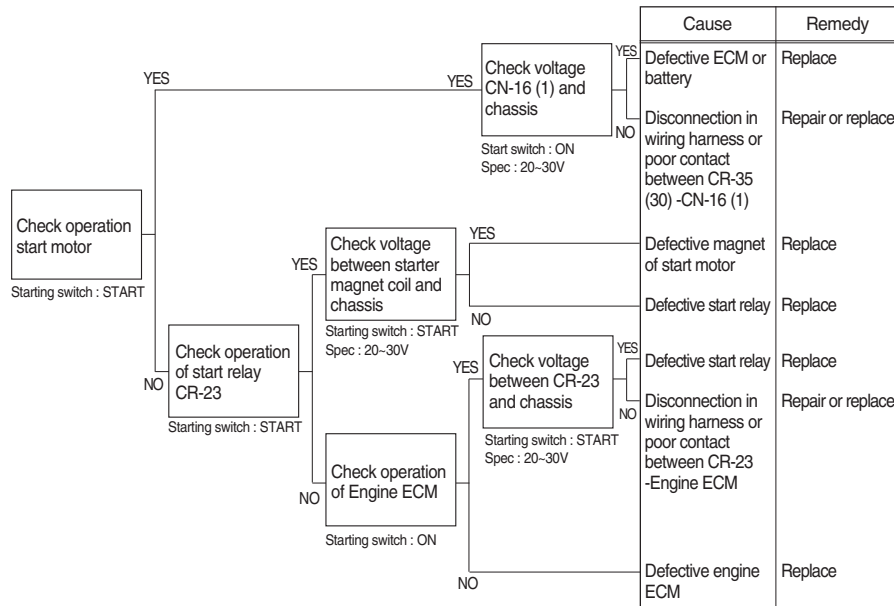 Cause
Remedy
YES
YES
Check voltage
CN-16 (1) and
chassis
Start switch : ON
Spec : 20~30V
YES
Defective ECM or
battery
Replace
NO
Disconnection in
wiring harness or
poor contact
between CR-35
(30) -CN-16 (1)
Repair or replace
Check operation
start motor
Starting switch : START
NO
Check operation
of start relay
CR-23
Starting switch : START
YES
Check voltage
between starter
magnet coil and
chassis
Starting switch : START
Spec : 20~30V
YES
Defective magnet
of start motor
Replace
NO
Defective start relay
Replace
NO
Check operation
of Engine ECM
Starting switch : ON
YES
Check voltage
between CR-23
and chassis
Starting switch : START
Spec : 20~30V
YES
Defective start relay
Replace
NO
Disconnection in
wiring harness or
poor contact
between CR-23
-Engine ECM
Repair or replace
NO
Defective engine
ECM
Replace